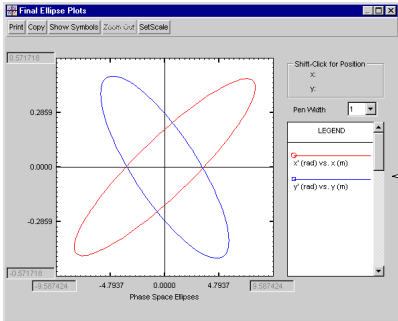 Final Ellipse Plots
Print Copy Show Symbols Zoom Out SetScale
0.571718
0.2859
0.0000
-0.2859
-0.571718
-9.587424
-4.7937
0.0000
4.7937
9.587424
Phase Space Ellipses
Shift-Click for Position
x:
y:
Pen Width 1
LEGEND
x' (rad) vs. x (m)
y' (rad) vs. y (m)